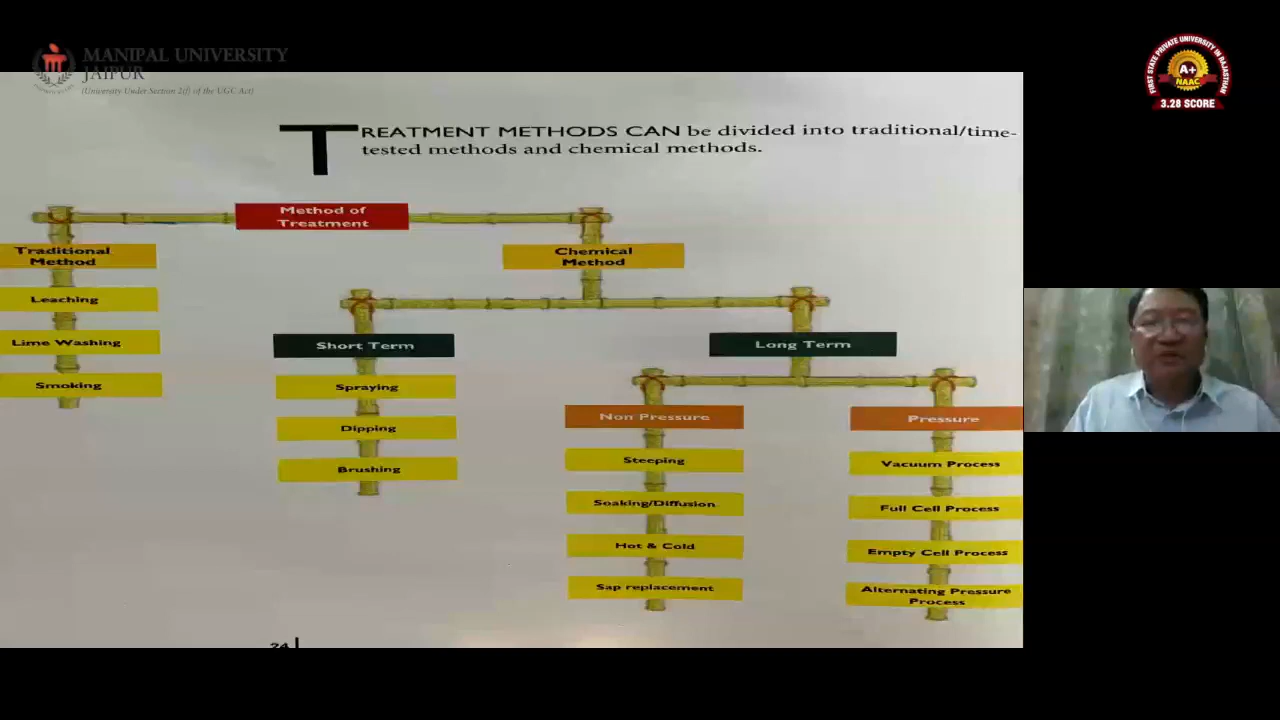 MANIPAL UNIVERSITY
JAIPUR
(University Under Section 2(f) of the UGC Act)
FIRST STATE PRIVATE UNIVERSITY IN RAJASTHAN
A+
NAAC
3.28 SCORE
TREATMENT METHODS CAN be divided into traditional/time-
tested methods and chemical methods.
Method of
Treatment
Traditional
Method
Chemical
Method
Leaching
Lime Washing
Smoking
Short Term
Long Term
Spraying
Dipping
Brushing
Non Pressure
Pressure
Steeping
Vacuum Process
Soaking/Diffusion
Full Cell Process
Hot & Cold
Empty Cell Process
Sap replacement
Alternating Pressure
Process
24